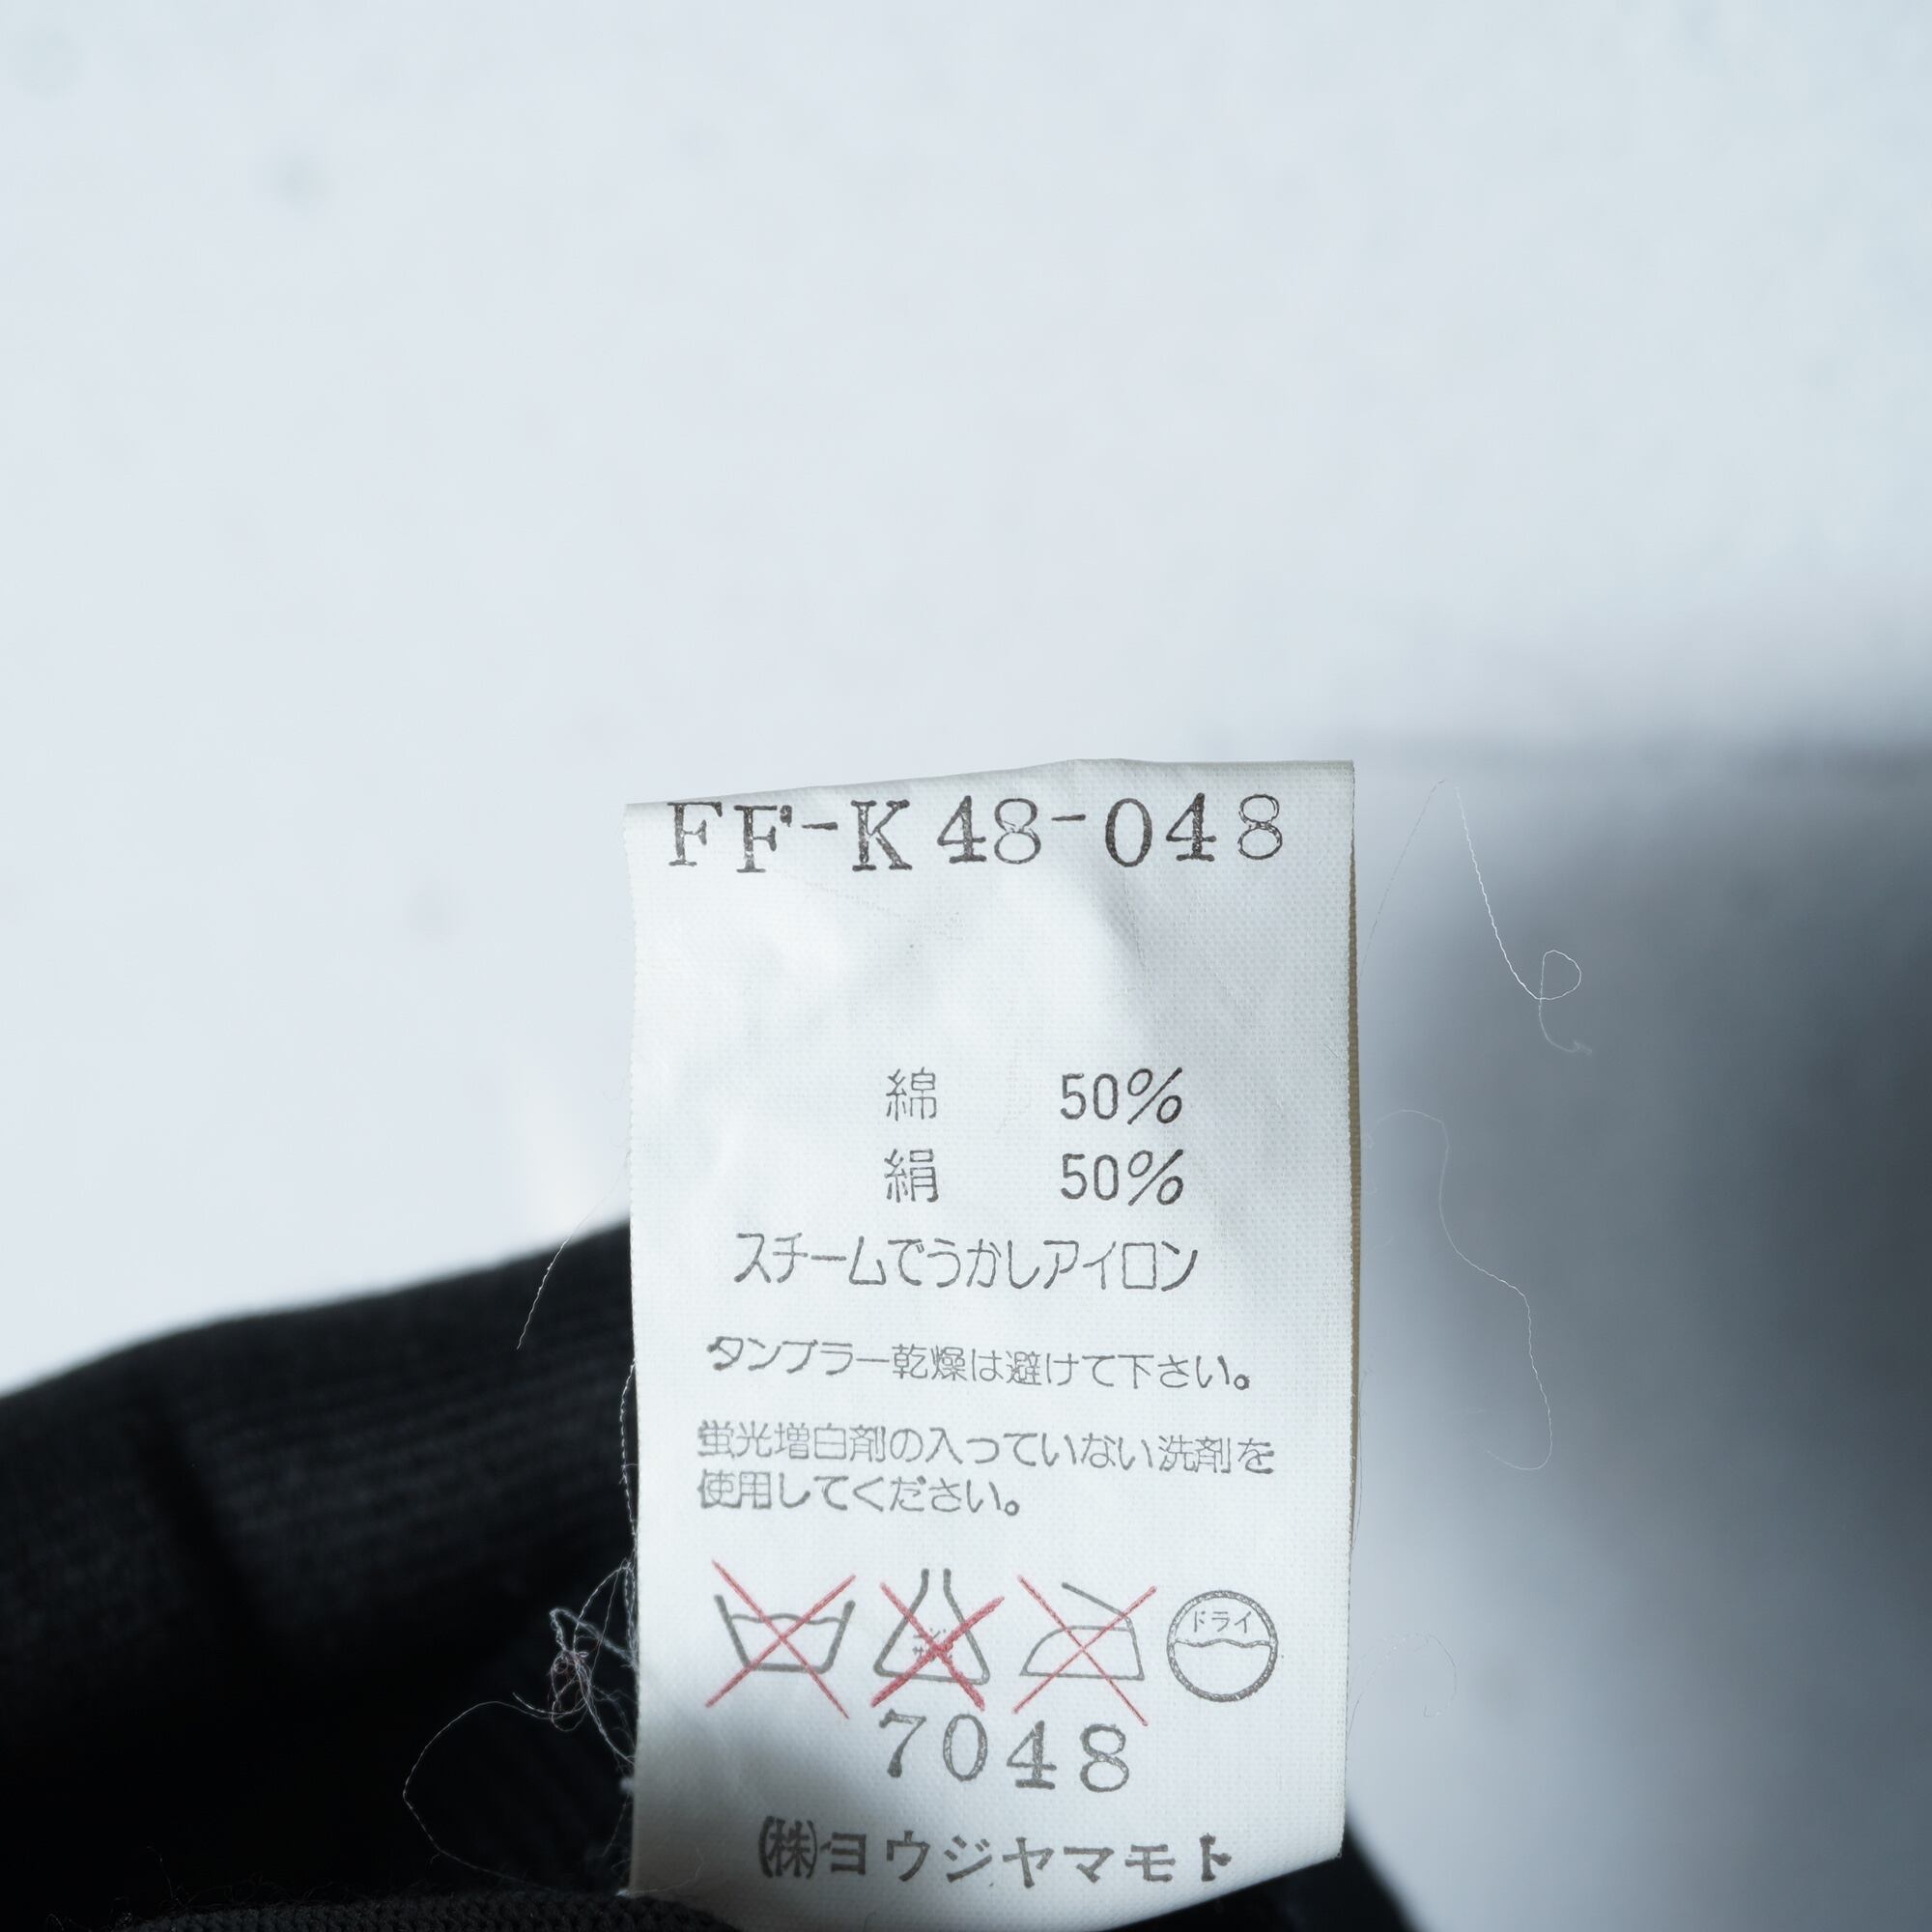 FF-K48-048
綿 50%
絹 50%
スチームでうかしアイロン
タンブラー乾燥は避けて下さい。
蛍光増白剤の入っていない洗剤を
使用してください。
ドライ
7048
(株)ヨウジヤマモト